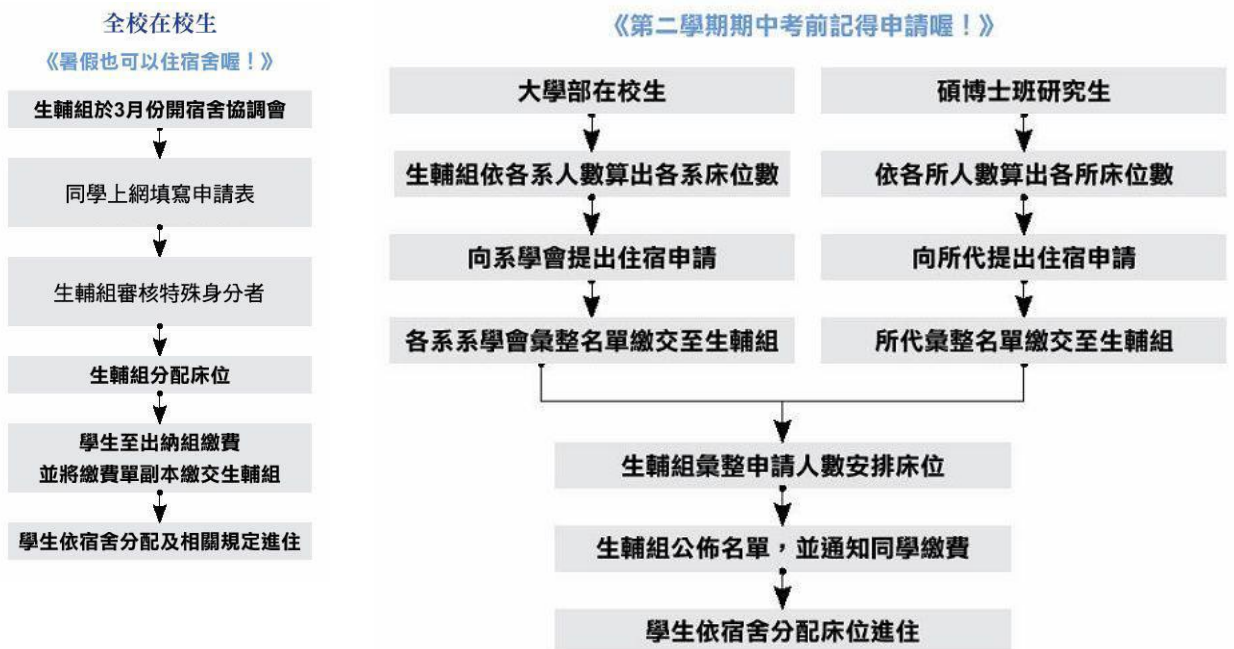 全校在校生
《暑假也可以住宿舍喔！》
生輔組於3月份開宿舍協調會
同學上網填寫申請表
生輔組審核特殊身分者
生輔組分配床位
學生至出納組繳費
並將繳費單副本繳交生輔組
學生依宿舍分配及相關規定進住
《第二學期期中考前記得申請喔！》
大學部在校生
生輔組依各系人數算出各系床位數
向系學會提出住宿申請
各系系學會彙整名單繳交至生輔組
碩博士班研究生
依各所人數算出各所床位數
向所代提出住宿申請
所代彙整名單繳交至生輔組
生輔組彙整申請人數安排床位
生輔組公佈名單，並通知同學繳費
學生依宿舍分配床位進住